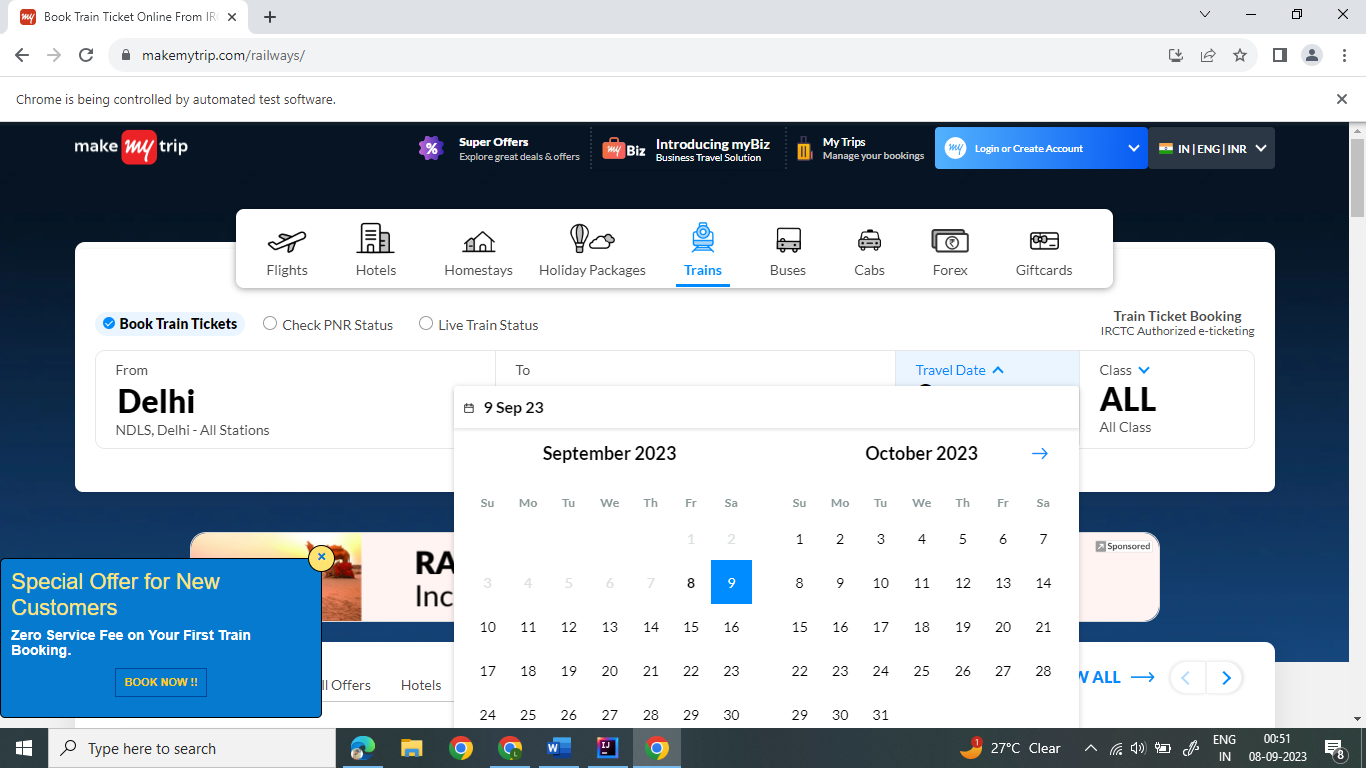 Book Train Ticket Online From IRC
makemytrip.com/railways/
Chrome is being controlled by automated test software.
make my trip
% Super Offers
Explore great deals & offers
my Biz Introducing myBiz
Business Travel Solution
My Trips
Manage your bookings
my Login or Create Account
IN | ENG | INR
Flights Hotels Homestays Holiday Packages Trains Buses Cabs Forex Giftcards
Book Train Tickets Check PNR Status Live Train Status
Train Ticket Booking
IRCTC Authorized e-ticketing
From
Delhi
NDLS, Delhi - All Stations
To
Travel Date
Class
ALL
All Class
9 Sep 23
September 2023
Su Mo Tu We Th Fr Sa
1 2
3 4 5 6 7 8 9
10 11 12 13 14 15 16
17 18 19 20 21 22 23
24 25 26 27 28 29 30
October 2023
Su Mo Tu We Th Fr Sa
1 2 3 4 5 6 7
8 9 10 11 12 13 14
15 16 17 18 19 20 21
22 23 24 25 26 27 28
29 30 31
RA
Inc
Sponsored
Special Offer for New
Customers
Zero Service Fee on Your First Train
Booking.
BOOK NOW !!
ll Offers Hotels
W ALL
Type here to search
W
IJ
1
27°C Clear
ENG
IN
00:51
08-09-2023
8